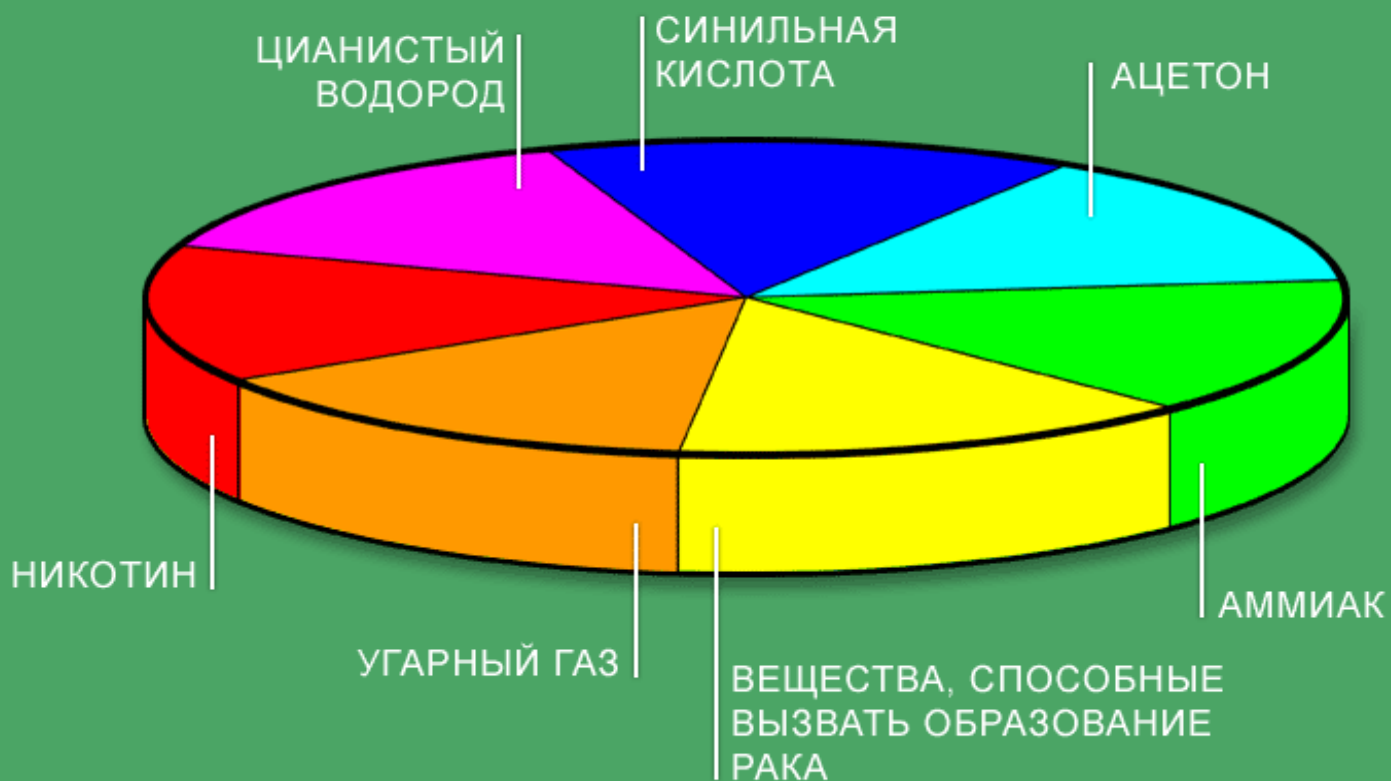 ЦИАНИСТЫЙ
ВОДОРОД
СИНИЛЬНАЯ
КИСЛОТА
АЦЕТОН
НИКОТИН
УГАРНЫЙ ГАЗ
ВЕЩЕСТВА, СПОСОБНЫЕ
ВЫЗВАТЬ ОБРАЗОВАНИЕ
РАКА
АММИАК